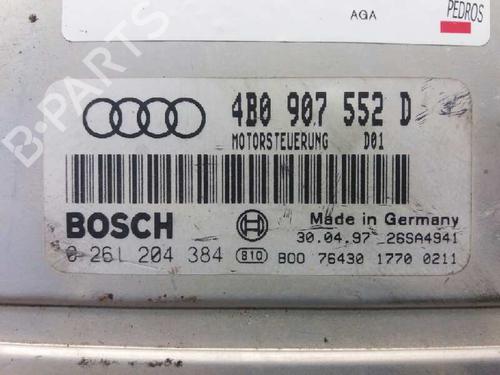 AGA
PEDROS
B-PARTS
4B0 907 552 D
MOTORSTEUERUNG D01
BOSCH
Made in Germany
30.04.97 26SA4941
0 261 204 384 810 B00 76430 1770 0211